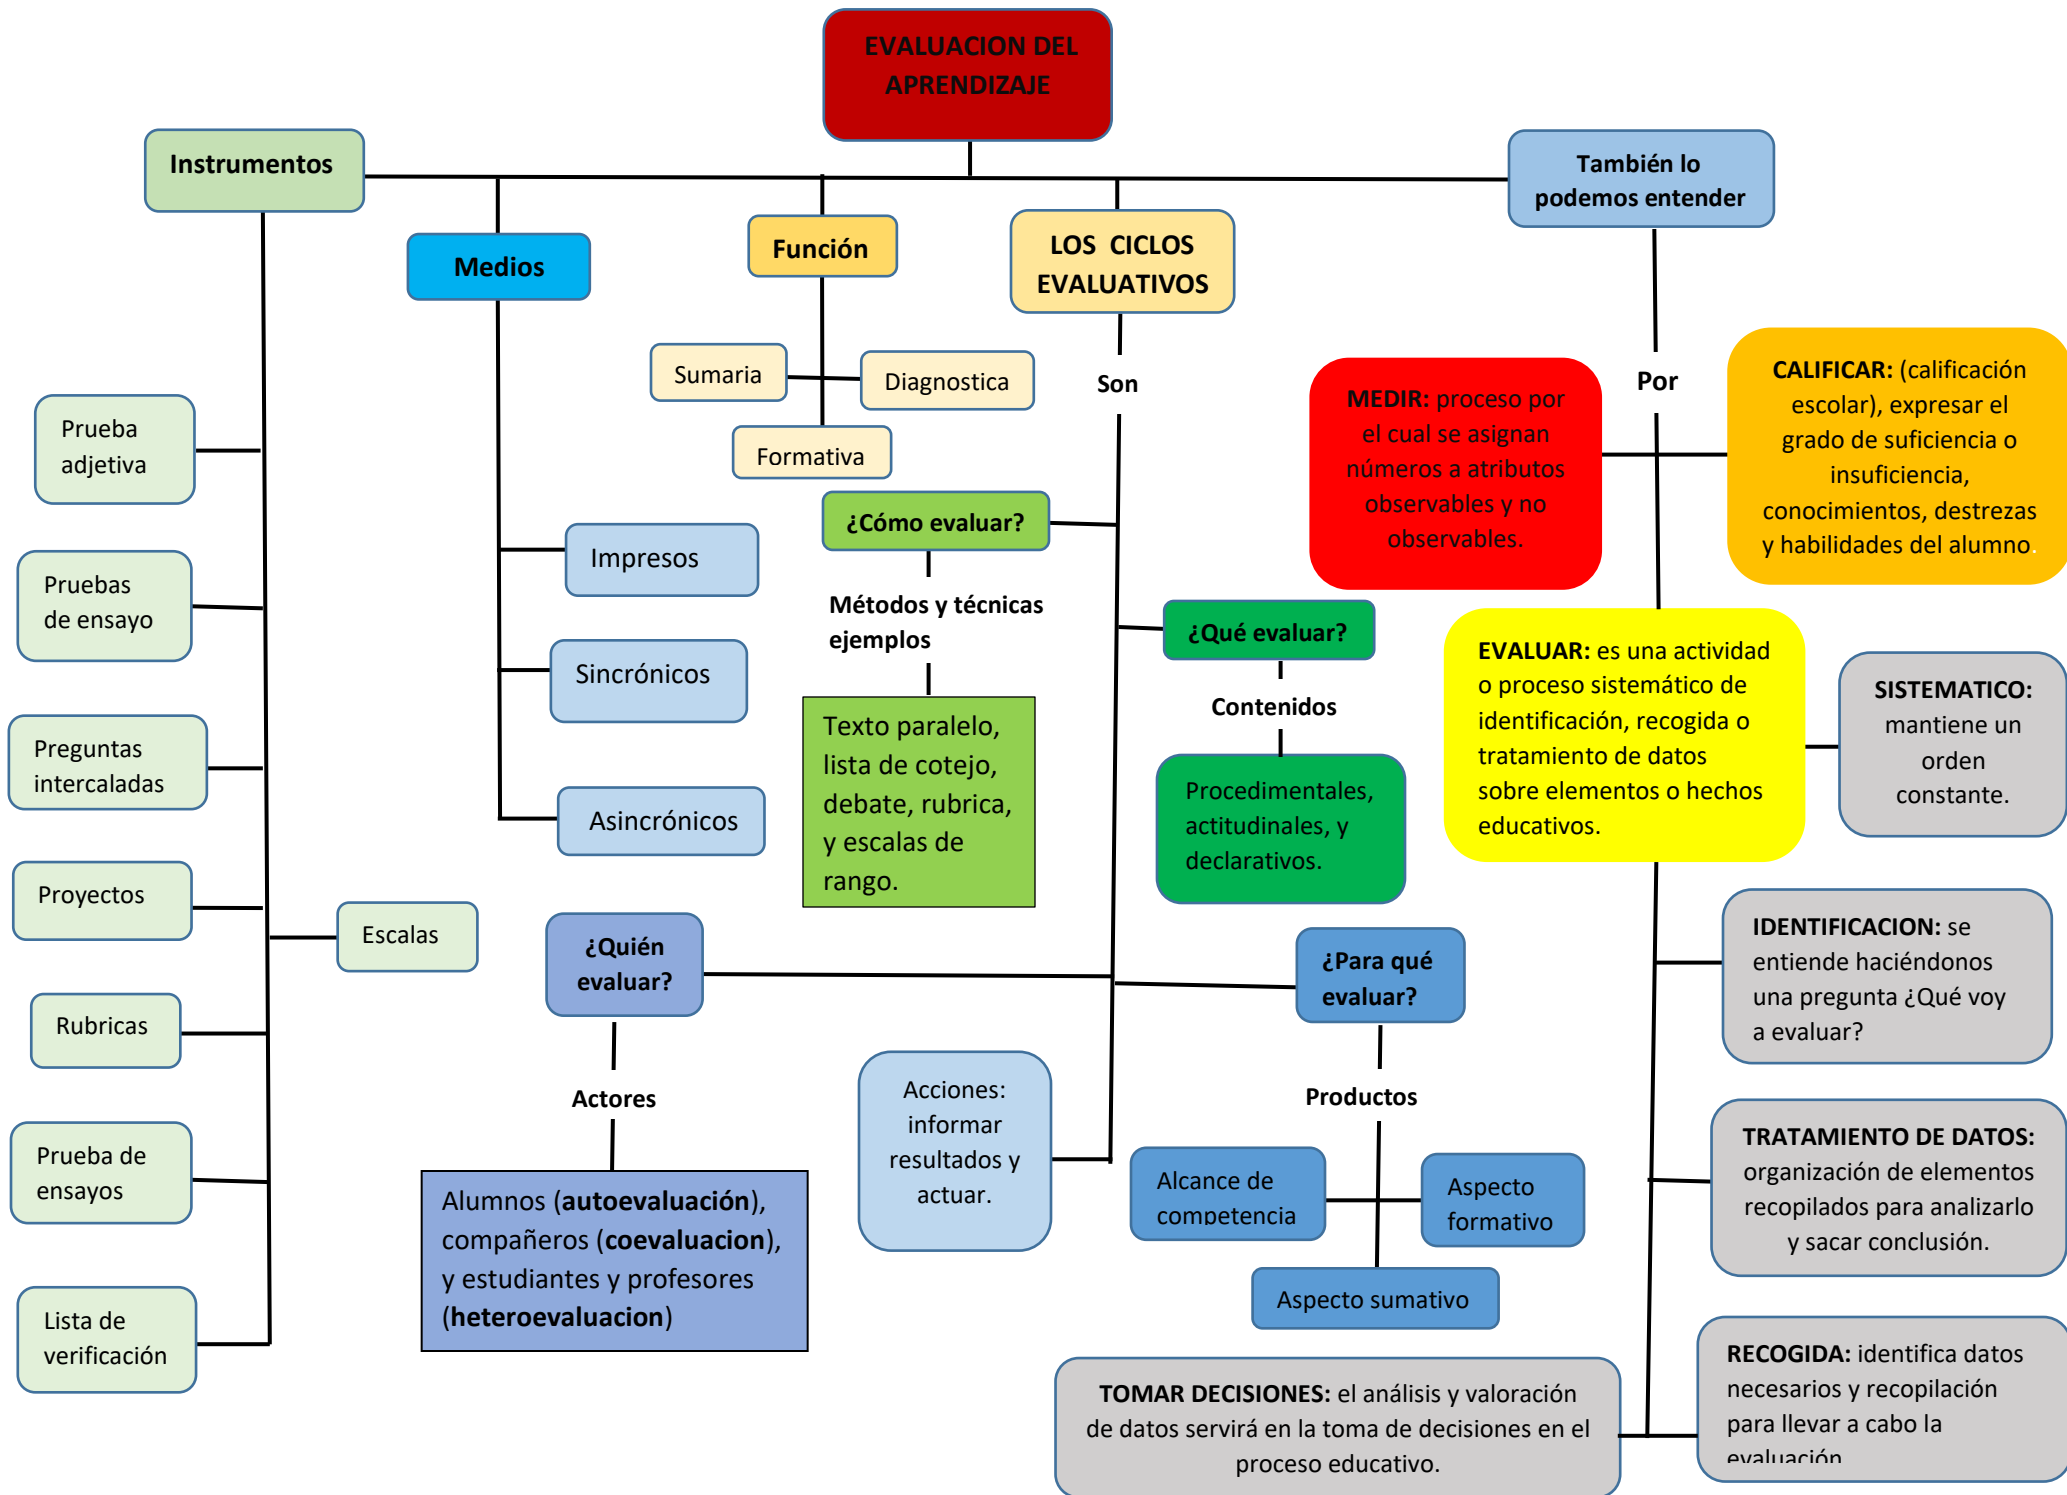 EVALUACION DEL
APRENDIZAJE
Instrumentos
También lo
podemos entender
Medios
Función
LOS CICLOS
EVALUATIVOS
Sumaria
Diagnostica
Formativa
Son
Por
MEDIR: proceso por
el cual se asignan
números a atributos
observables y no
observables.
CALIFICAR: (calificación
escolar), expresar el
grado de suficiencia o
insuficiencia,
conocimientos, destrezas
y habilidades del alumno.
Prueba
adjetiva
Pruebas
de ensayo
Preguntas
intercaladas
Proyectos
Escalas
Rubricas
Prueba de
ensayos
Lista de
verificación
Impresos
Sincrónicos
Asincrónicos
¿Cómo evaluar?
Métodos y técnicas
ejemplos
Texto paralelo,
lista de cotejo,
debate, rubrica,
y escalas de
rango.
¿Qué evaluar?
Contenidos
Procedimentales,
actitudinales, y
declarativos.
EVALUAR: es una actividad
o proceso sistemático de
identificación, recogida o
tratamiento de datos
sobre elementos o hechos
educativos.
SISTEMATICO:
mantiene un
orden
constante.
¿Quién
evaluar?
Actores
Alumnos (autoevaluación),
compañeros (coevaluacion),
y estudiantes y profesores
(heteroevaluacion)
¿Para qué
evaluar?
Productos
Alcance de
competencia
Aspecto
formativo
Aspecto sumativo
Acciones:
informar
resultados y
actuar.
IDENTIFICACION: se
entiende haciéndonos
una pregunta ¿Qué voy
a evaluar?
TRATAMIENTO DE DATOS:
organización de elementos
recopilados para analizarlo
y sacar conclusión.
RECOGIDA: identifica datos
necesarios y recopilación
para llevar a cabo la
evaluación
TOMAR DECISIONES: el análisis y valoración
de datos servirá en la toma de decisiones en el
proceso educativo.